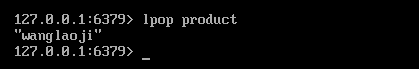 127.0.0.1:6379> lpop product
"wanglaoji"
127.0.0.1:6379> _